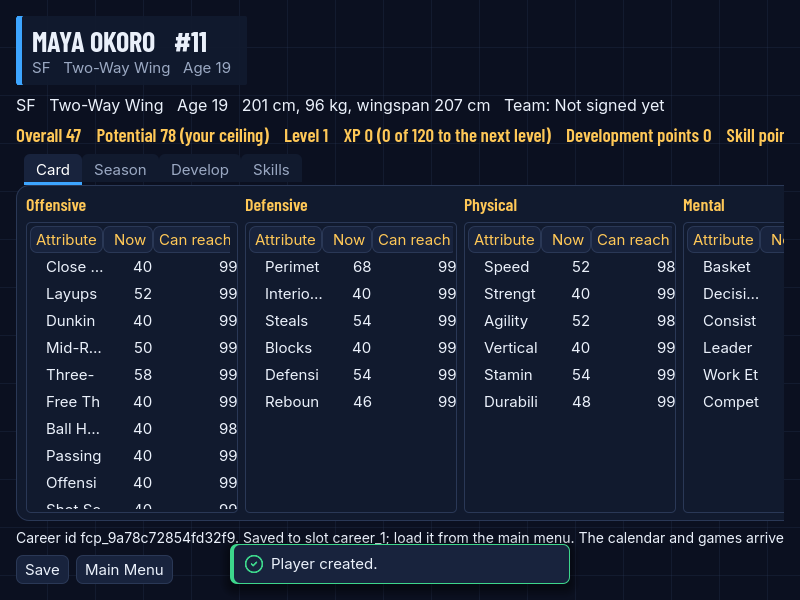 MAYA OKORO #11
SF Two-Way Wing Age 19
SF Two-Way Wing Age 19 201 cm, 96 kg, wingspan 207 cm Team: Not signed yet
Overall 47 Potential 78 (your ceiling) Level 1 XP 0 (0 of 120 to the next level) Development points 0 Skill poin
Card Season Develop Skills
Offensive Defensive Physical Mental
Attribute Now Can reach Attribute Now Can reach Attribute Now Can reach Attribute N
Close ... 40 99 Perimet 68 99 Speed 52 98 Basket
Layups 52 99 Interio... 40 99 Strengt 40 99 Decisi...
Dunkin 40 99 Steals 54 99 Agility 52 98 Consist
Mid-R... 50 99 Blocks 40 99 Vertical 40 99 Leader
Three- 58 99 Defensi 54 99 Stamin 54 99 Work Et
Free Th 40 99 Reboun 46 99 Durabili 48 99 Compet
Ball H... 40 98
Passing 40 99
Offensi 40 99
Shot Se 40 99
Career id fcp_9a78c72854fd32f9. Saved to slot career_1; load it from the main menu. The calendar and games arrive
Save Main Menu Player created.